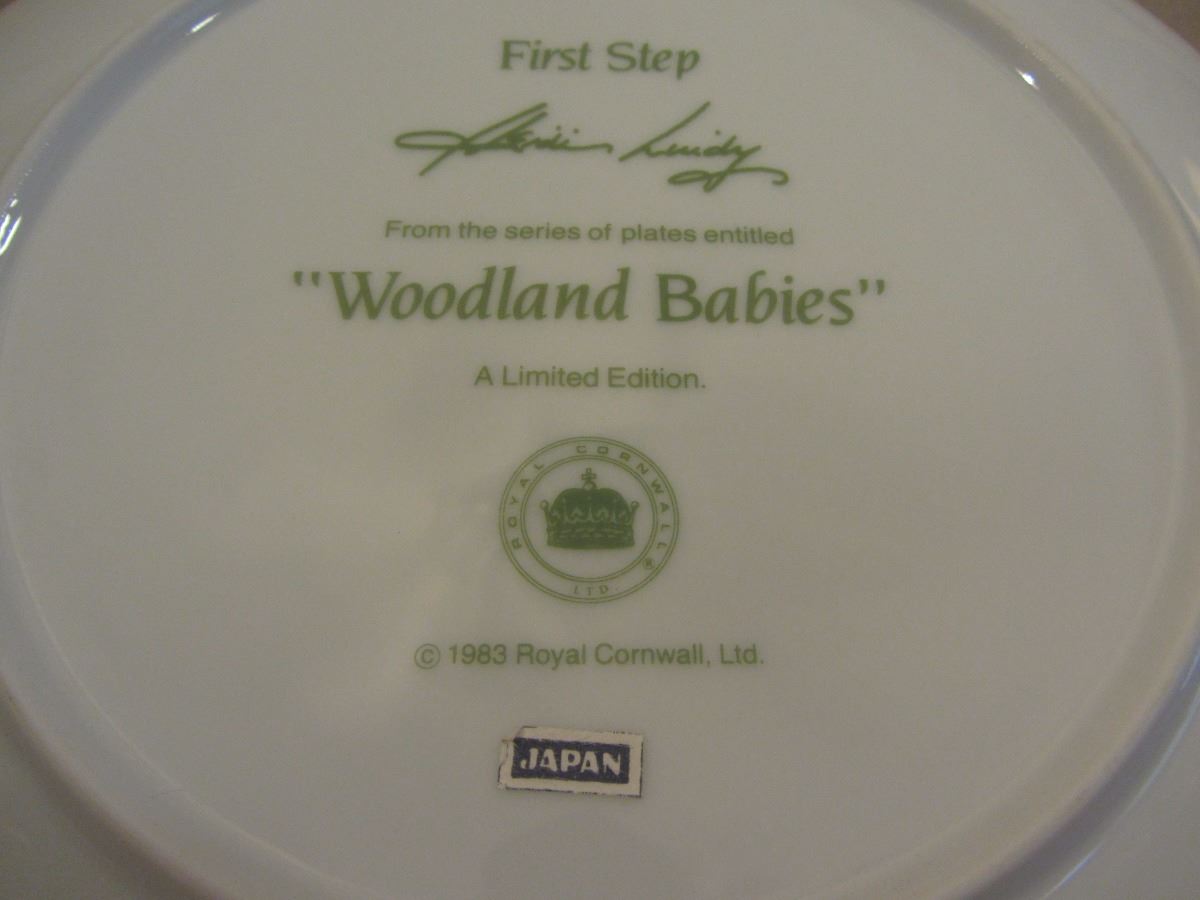 First Step
From the series of plates entitled
"Woodland Babies"
A Limited Edition.
ROYAL CORNWALL ®
LTD.
© 1983 Royal Cornwall, Ltd.
JAPAN